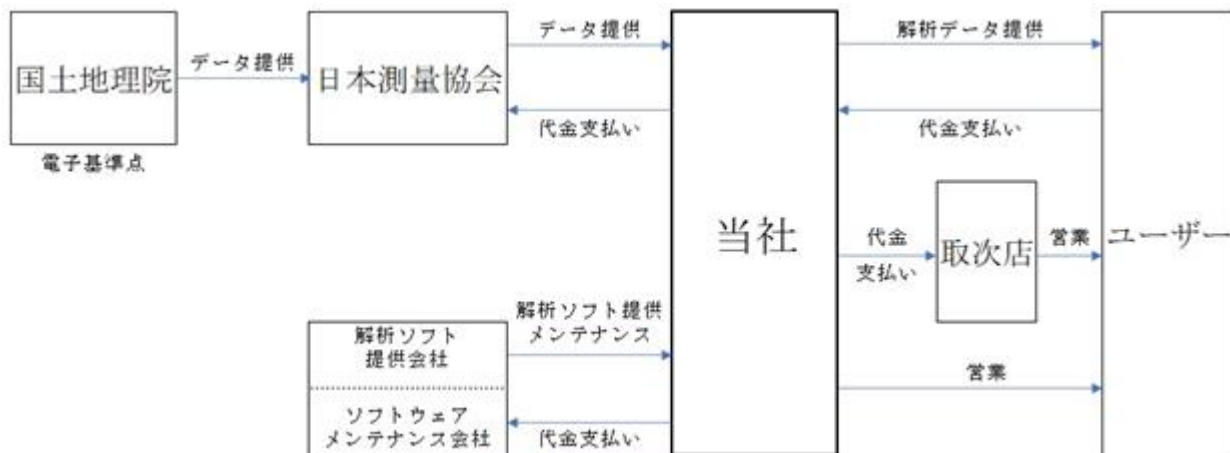 国土地理院
電子基準点
データ提供
日本測量協会
データ提供
代金支払い
解析ソフト
提供会社
ソフトウェア
メンテナンス会社
解析ソフト提供
メンテナンス
代金支払い
当社
解析データ提供
代金支払い
代金
支払い
取次店
営業
営業
ユーザー